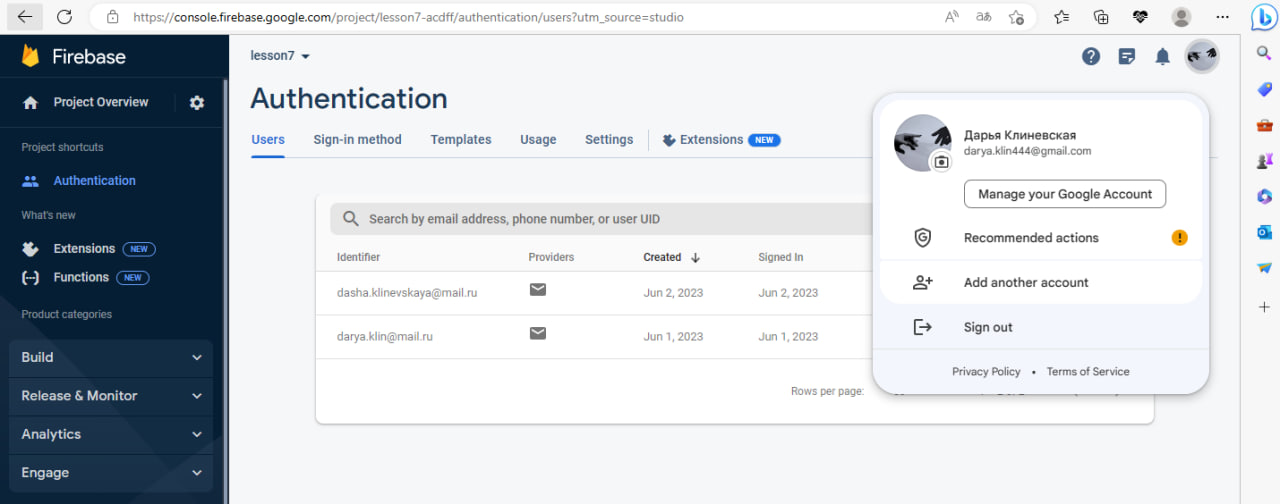 https://console.firebase.google.com/project/lesson7-acdff/authentication/users?utm_source=studio
Firebase
Project Overview
Project shortcuts
Authentication
What's new
Extensions NEW
Functions NEW
Product categories
Build
Release & Monitor
Analytics
Engage
lesson7
Authentication
Users Sign-in method Templates Usage Settings Extensions NEW
Search by email address, phone number, or user UID
Identifier Providers Created Signed In
dasha.klinevskaya@mail.ru Jun 2, 2023 Jun 2, 2023
darya.klin@mail.ru Jun 1, 2023 Jun 1, 2023
Rows per page:
Дарья Клиневская
darya.klin444@gmail.com
Manage your Google Account
Recommended actions
Add another account
Sign out
Privacy Policy • Terms of Service